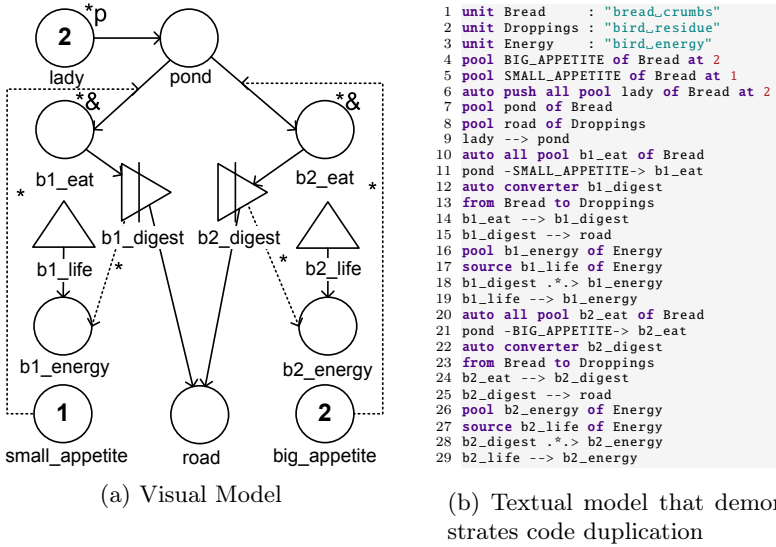 *p
2
lady
pond
*&
*&
b1_eat
b2_eat
*
*
b1_digest
b2_digest
b1_life
b2_life
*
*
b1_energy
b2_energy
1
2
small_appetite
road
big_appetite
(a) Visual Model
1 unit Bread : "bread␣crumbs"
2 unit Droppings : "bird␣residue"
3 unit Energy : "bird␣energy"
4 pool BIG_APPETITE of Bread at 2
5 pool SMALL_APPETITE of Bread at 1
6 auto push all pool lady of Bread at 2
7 pool pond of Bread
8 pool road of Droppings
9 lady --> pond
10 auto all pool b1_eat of Bread
11 pond -SMALL_APPETITE-> b1_eat
12 auto converter b1_digest
13 from Bread to Droppings
14 b1_eat --> b1_digest
15 b1_digest --> road
16 pool b1_energy of Energy
17 source b1_life of Energy
18 b1_digest .*.> b1_energy
19 b1_life --> b1_energy
20 auto all pool b2_eat of Bread
21 pond -BIG_APPETITE-> b2_eat
22 auto converter b2_digest
23 from Bread to Droppings
24 b2_eat --> b2_digest
25 b2_digest --> road
26 pool b2_energy of Energy
27 source b2_life of Energy
28 b2_digest .*.> b2_energy
29 b2_life --> b2_energy
(b) Textual model that demon
strates code duplication